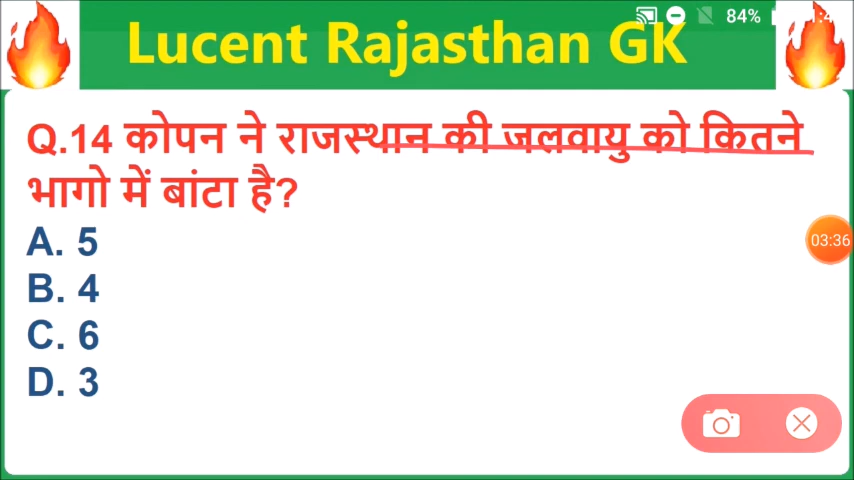 84%
Lucent Rajasthan GK
Q.14 कोपन ने राजस्थान की जलवायु को कितने
भागो में बांटा है?
A. 5
03:36
B. 4
C. 6
D. 3